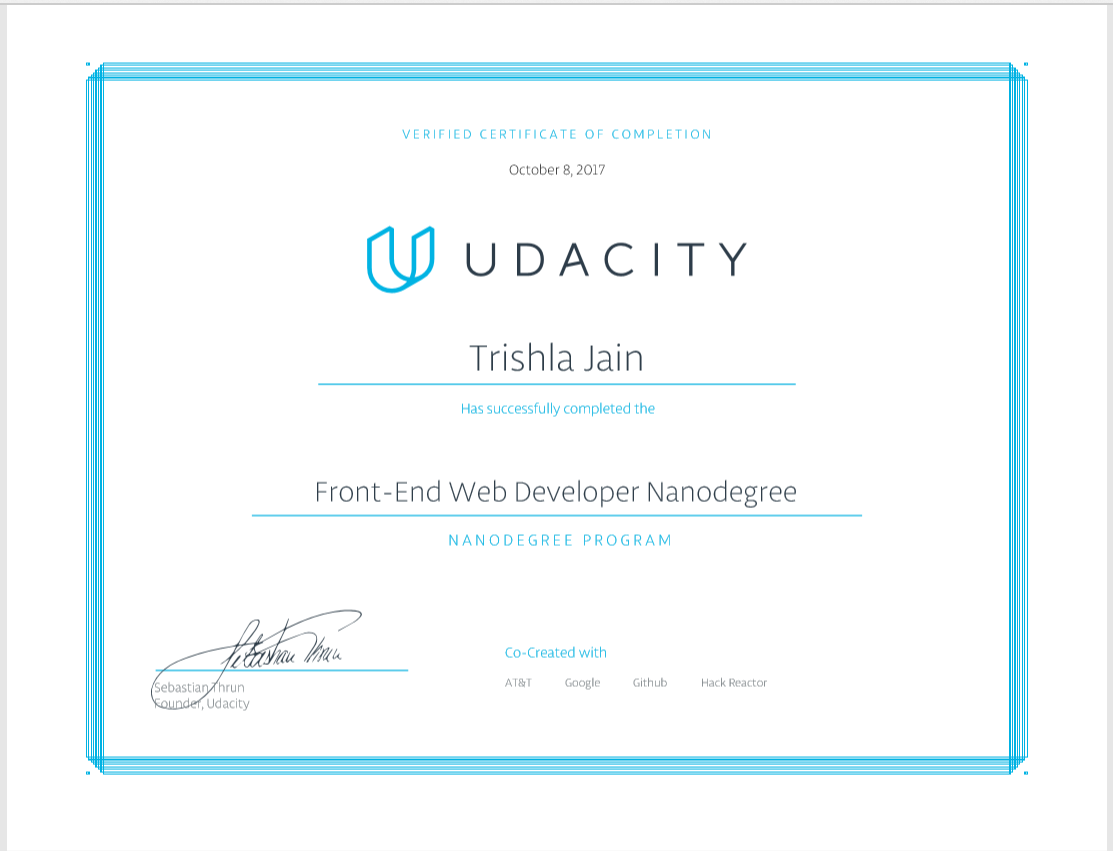 VERIFIED CERTIFICATE OF COMPLETION
October 8, 2017
UDACITY
Trishla Jain
Has successfully completed the
Front-End Web Developer Nanodegree
NANODEGREE PROGRAM
Sebastian Thrun
Sebastian Thrun
Founder, Udacity
Co-Created with
AT&T Google Github Hack Reactor